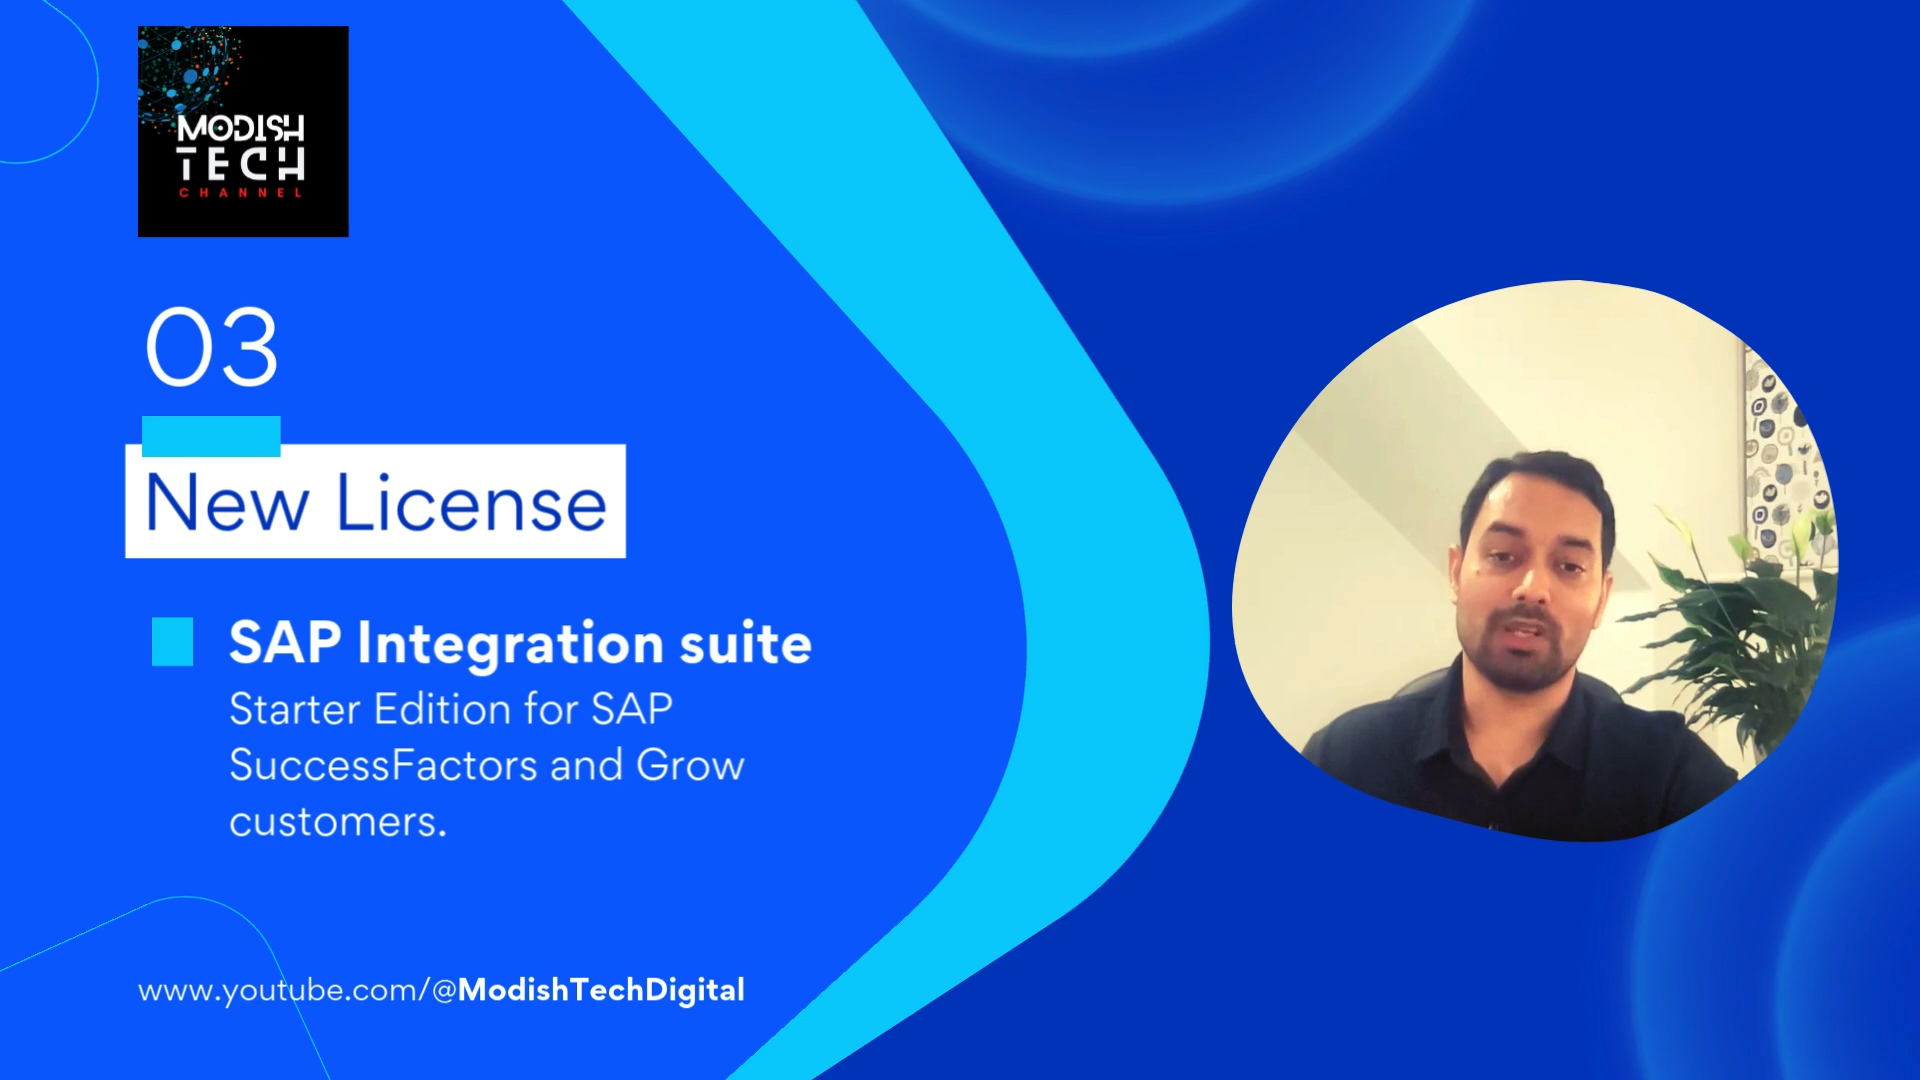 MODISH
TECH
CHANNEL
03
New License
SAP Integration suite
Starter Edition for SAP
SuccessFactors and Grow
customers.
www.youtube.com/@ModishTechDigital